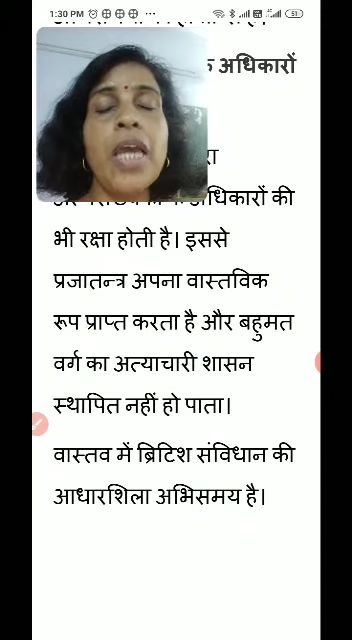 1:30 PM
51
अधिकारों
अधिकारों की
भी रक्षा होती है। इससे
प्रजातन्त्र अपना वास्तविक
रूप प्राप्त करता है और बहुमत
वर्ग का अत्याचारी शासन
स्थापित नहीं हो पाता।
वास्तव में ब्रिटिश संविधान की
आधारशिला अभिसमय है।